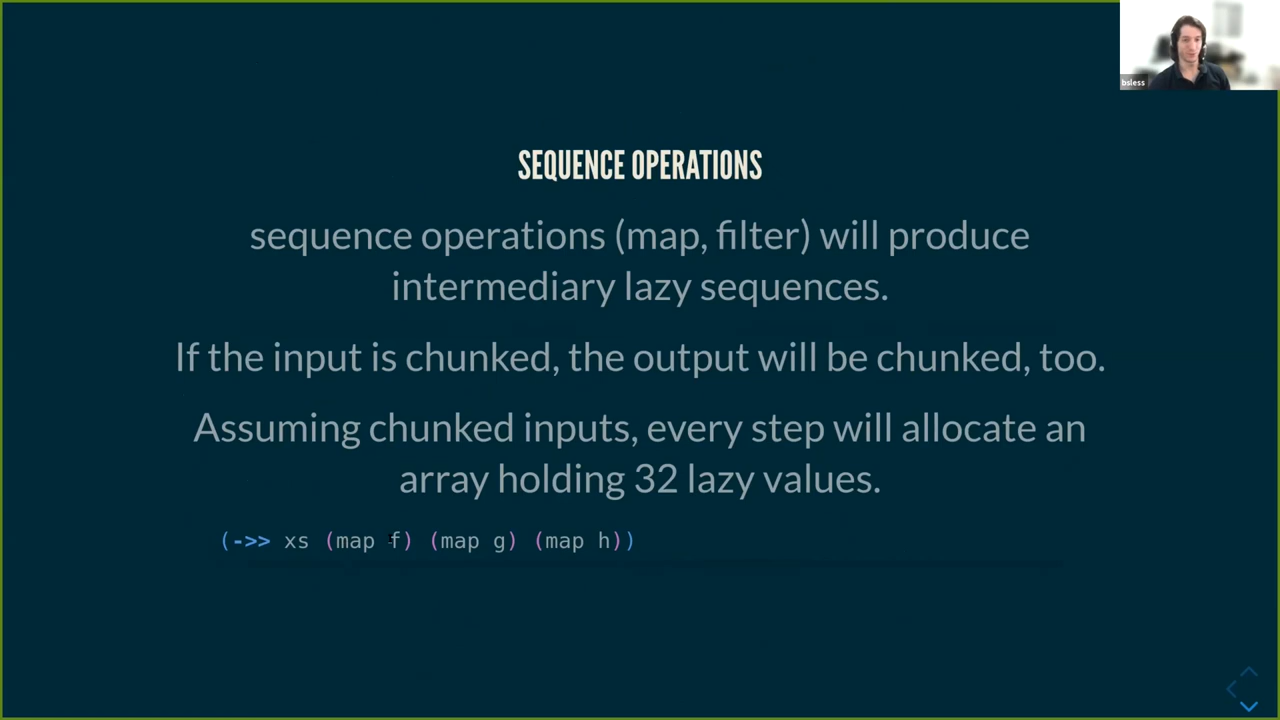 bsless
SEQUENCE OPERATIONS
sequence operations (map, filter) will produce
intermediary lazy sequences.
If the input is chunked, the output will be chunked, too.
Assuming chunked inputs, every step will allocate an
array holding 32 lazy values.
(->> xs (map f) (map g) (map h))